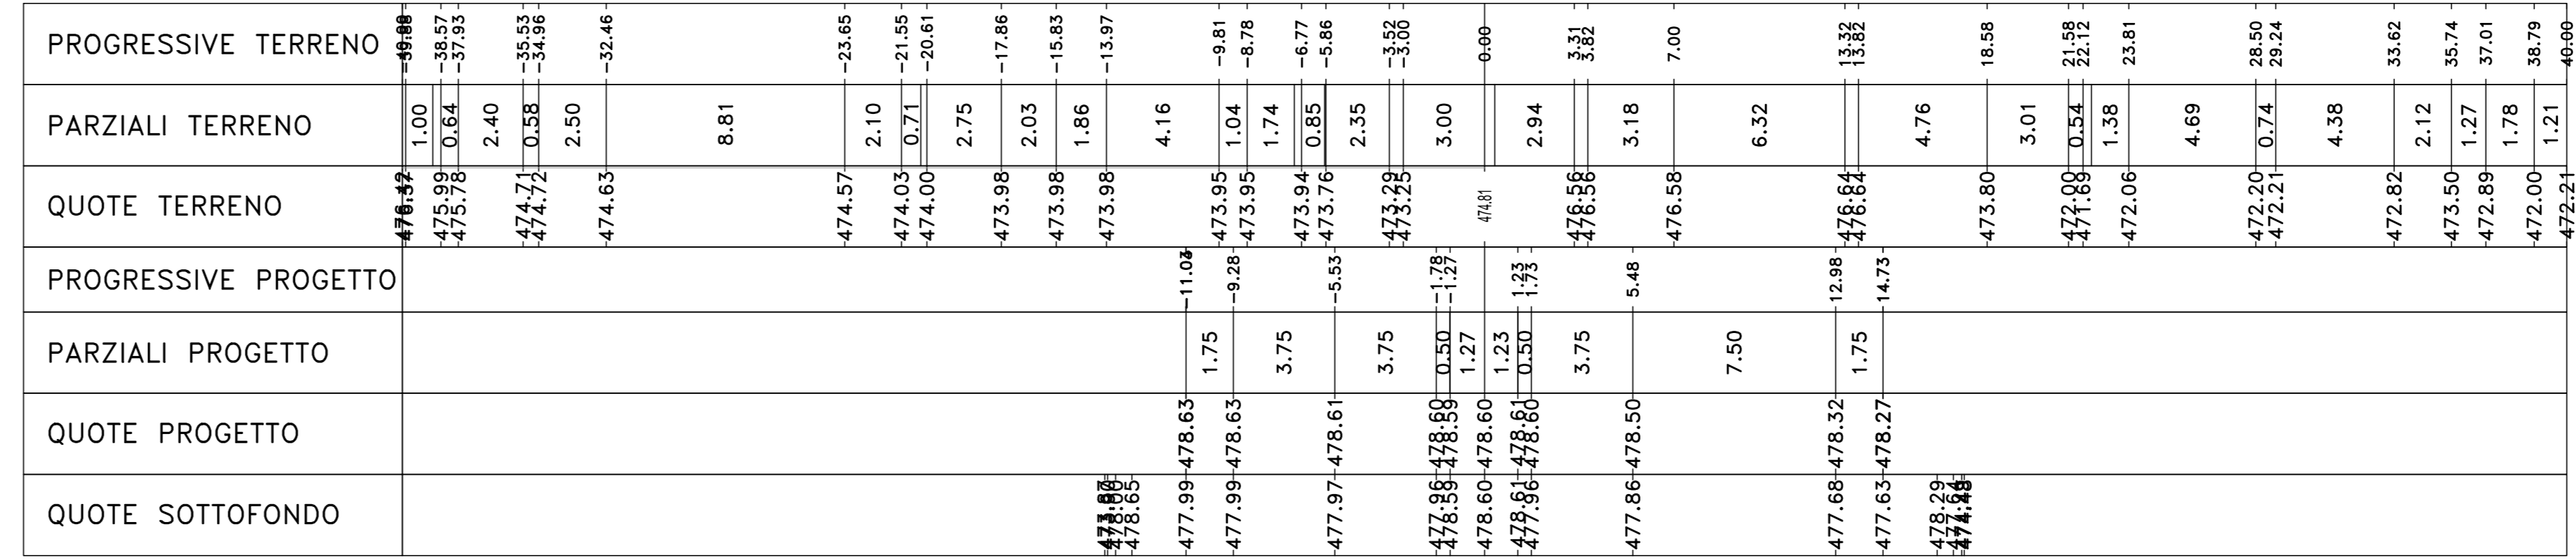 PROGRESSIVE TERRENO -39.88 -38.57 -37.93 -35.53 -34.96 -32.46 -23.65 -21.55 -20.61 -17.86 -15.83 -13.97 -9.81 -8.78 -6.77 -5.86 -3.52 -3.00 0.00 3.31 3.82 7.00 13.32 13.82 18.58 21.58 22.12 23.81 28.50 29.24 33.62 35.74 37.01 38.79 40.00
PARZIALI TERRENO 1.00 0.64 2.40 0.58 2.50 8.81 2.10 0.71 2.75 2.03 1.86 4.16 1.04 1.74 0.85 2.35 3.00 2.94 3.18 6.32 4.76 3.01 0.54 1.38 4.69 0.74 4.38 2.12 1.27 1.78 1.21
QUOTE TERRENO 475.99 475.78 474.71 474.72 474.63 474.57 474.03 474.00 473.98 473.98 473.98 473.95 473.95 473.94 473.76 473.29 473.25 474.81 476.56 476.56 476.58 476.64 476.64 473.80 472.00 471.69 472.06 472.20 472.21 472.82 473.50 472.89 472.00 472.21
PROGRESSIVE PROGETTO -9.28 -5.53 -1.78 -1.27 1.23 1.73 5.48 12.98 14.73
PARZIALI PROGETTO 1.75 3.75 3.75 0.50 1.27 1.23 0.50 3.75 7.50 1.75
QUOTE PROGETTO 478.63 478.63 478.61 478.60 478.59 478.60 478.61 478.60 478.50 478.32 478.27
QUOTE SOTTOFONDO 478.00 478.65 477.99 477.99 477.97 477.96 478.59 478.60 478.61 477.96 477.86 477.68 477.63 478.29 477.64